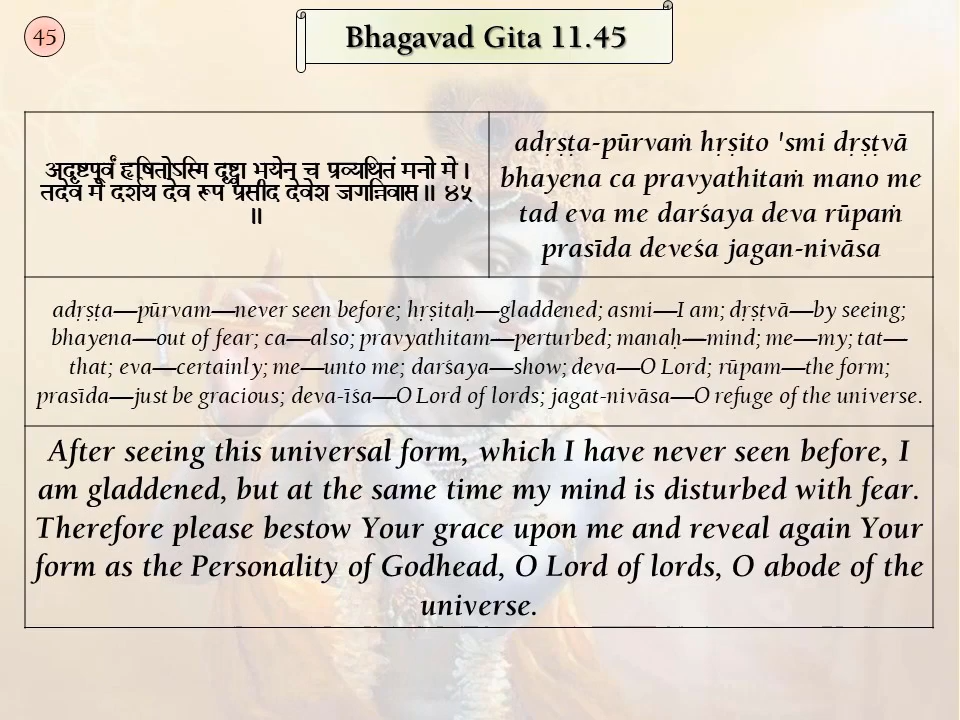 45
Bhagavad Gita 11.45
अदृष्टपूर्वं हृषितोऽस्मि दृष्ट्वा भयेन च प्रव्यथितं मनो मे ।
तदेव मे दर्शय देव रूप प्रसीद देवेश जगन्निवास ॥ ४५
॥
adṛṣṭa-pūrvaṁ hṛṣito 'smi dṛṣṭvā
bhayena ca pravyathitaṁ mano me
tad eva me darśaya deva rūpaṁ
prasīda deveśa jagan-nivāsa
adṛṣṭa—pūrvam—never seen before; hṛṣitaḥ—gladdened; asmi—I am; dṛṣṭvā—by seeing;
bhayena—out of fear; ca—also; pravyathitam—perturbed; manaḥ—mind; me—my; tat—
that; eva—certainly; me—unto me; darśaya—show; deva—O Lord; rūpam—the form;
prasīda—just be gracious; deva-īśa—O Lord of lords; jagat-nivāsa—O refuge of the universe.
After seeing this universal form, which I have never seen before, I
am gladdened, but at the same time my mind is disturbed with fear.
Therefore please bestow Your grace upon me and reveal again Your
form as the Personality of Godhead, O Lord of lords, O abode of the
universe.